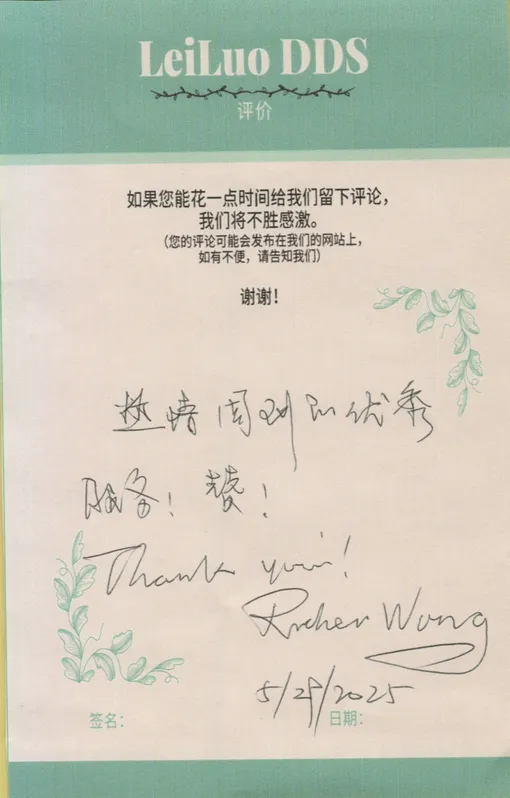 LeiLuo DDS
评价
如果您能花一点时间给我们留下评论，
我们将不胜感激。
（您的评论可能会发布在我们的网站上，
如有不便，请告知我们）
谢谢！
热情周到的优秀
服务！赞！
Thank you!
Wong
5/29/2025
签名：
日期：